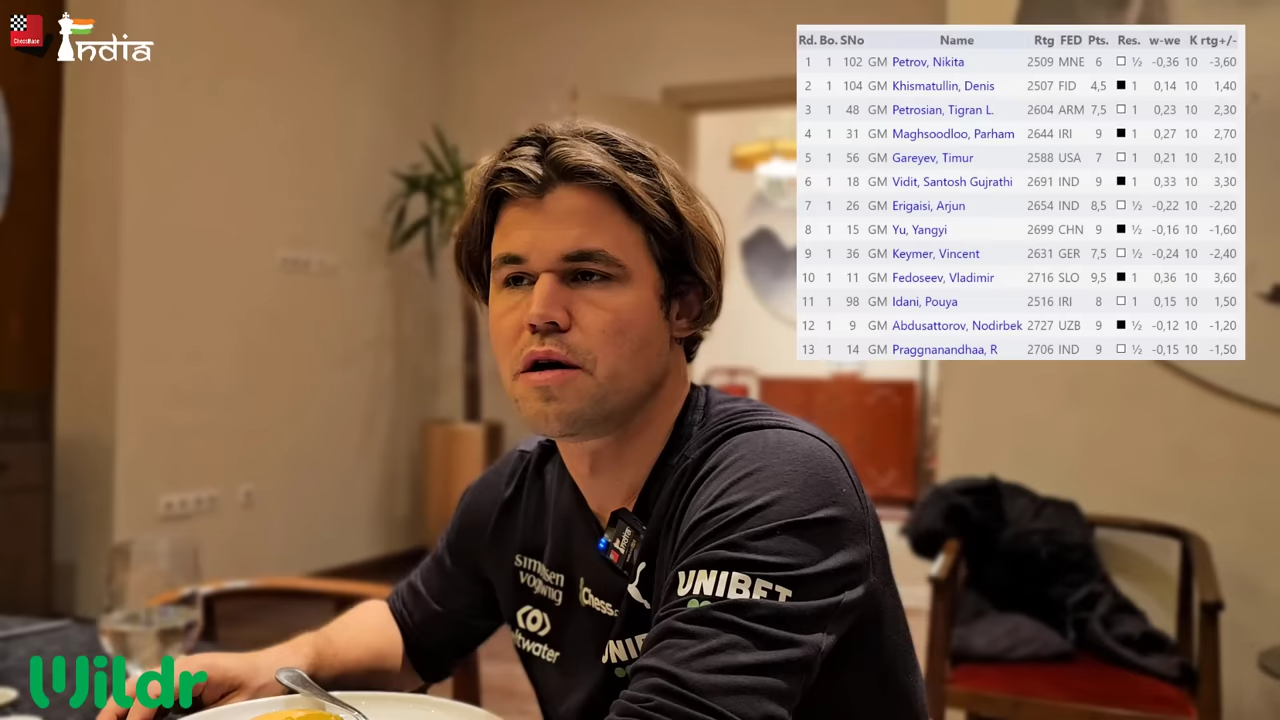 ChessBase
India
Rd. Bo. SNo Name Rtg FED Pts. Res. w-we K rtg+/-
1 1 102 GM Petrov, Nikita 2509 MNE 6 ½ -0,36 10 -3,60
2 1 104 GM Khismatullin, Denis 2507 FID 4,5 1 0,14 10 1,40
3 1 48 GM Petrosian, Tigran L. 2604 ARM 7,5 1 0,23 10 2,30
4 1 31 GM Maghsoodloo, Parham 2644 IRI 9 1 0,27 10 2,70
5 1 56 GM Gareyev, Timur 2588 USA 7 1 0,21 10 2,10
6 1 18 GM Vidit, Santosh Gujrathi 2691 IND 9 1 0,33 10 3,30
7 1 26 GM Erigaisi, Arjun 2654 IND 8,5 ½ -0,22 10 -2,20
8 1 15 GM Yu, Yangyi 2699 CHN 9 ½ -0,16 10 -1,60
9 1 36 GM Keymer, Vincent 2631 GER 7,5 ½ -0,24 10 -2,40
10 1 11 GM Fedoseev, Vladimir 2716 SLO 9,5 1 0,36 10 3,60
11 1 98 GM Idani, Pouya 2516 IRI 8 1 0,15 10 1,50
12 1 9 GM Abdusattorov, Nodirbek 2727 UZB 9 ½ -0,12 10 -1,20
13 1 14 GM Praggnanandhaa, R 2706 IND 9 ½ -0,15 10 -1,50
UNIBET
Chess.c
Wildr